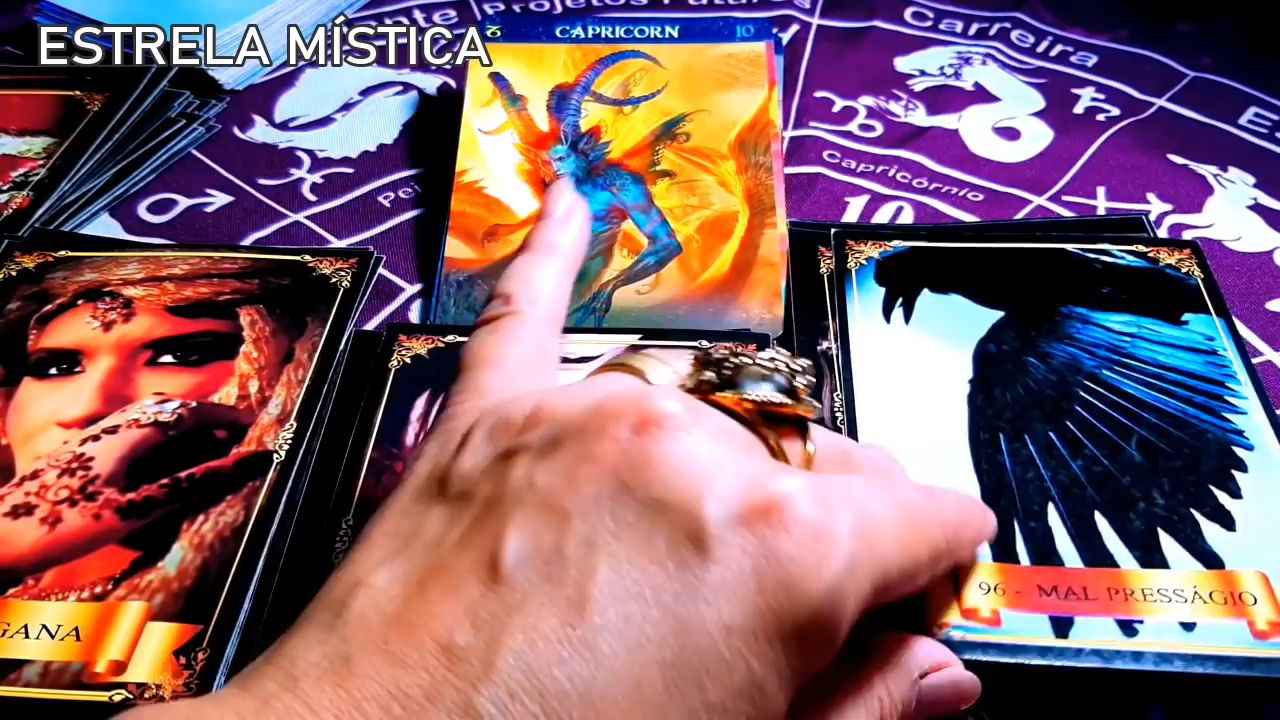 ESTRELA MÍSTICA
Projetos Futuros
Carreira
CAPRICORN 10
Capricórnio
10
GANA
96 - MAL PRESSÁGIO